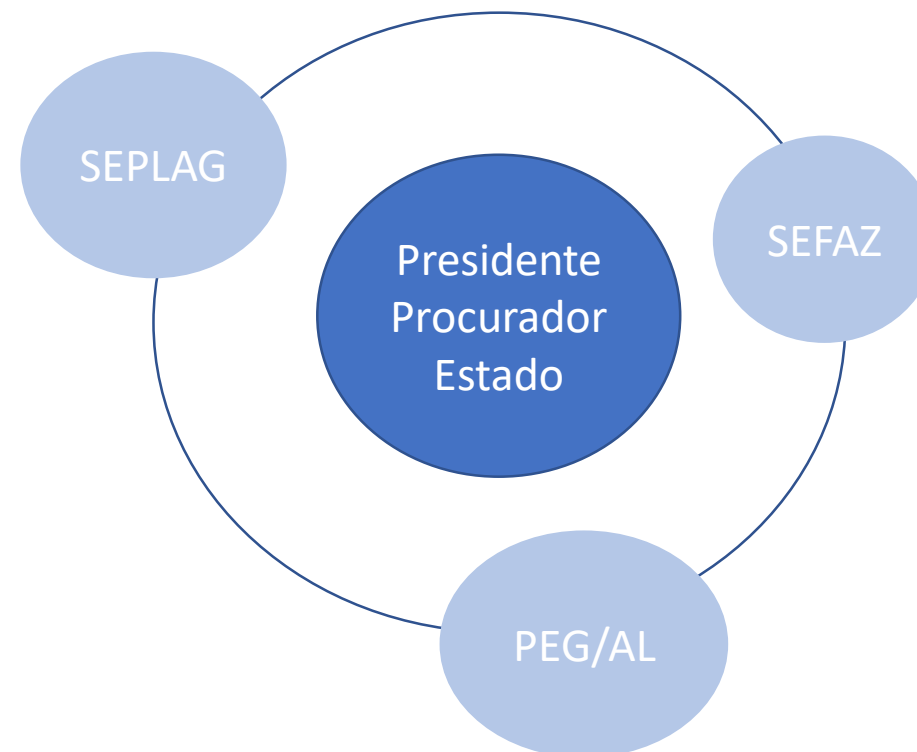 SEPLAG
SEFAZ
Presidente
Procurador
Estado
PEG/AL